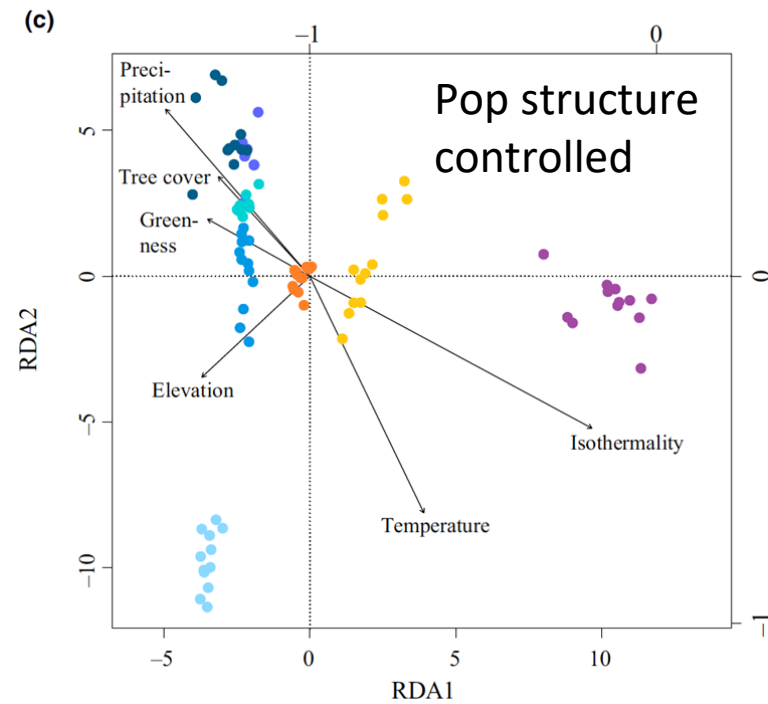 (c)
−1
0
Preci-
pitation
Pop structure
controlled
5
Tree cover
Green-
ness
0
0
RDA2
Elevation
−5
Isothermality
Temperature
−10
−1
−5
0
5
10
RDA1